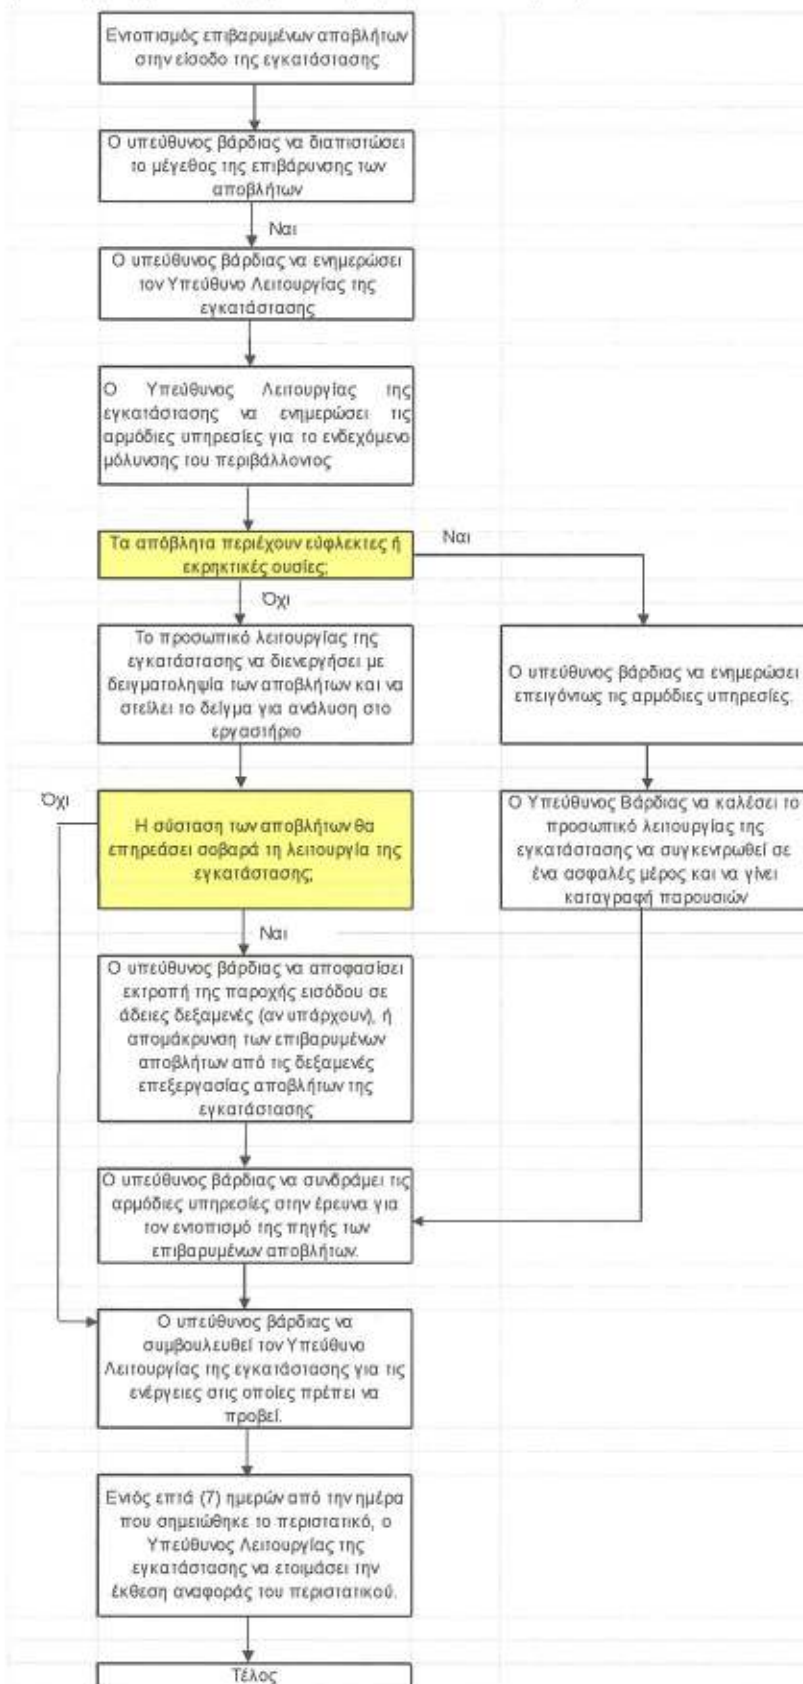 Εντοπισμός επιβαρυμένων αποβλήτων
στην είσοδο της εγκατάστασης
Ο υπεύθυνος βάρδιας να διαπιστώσει
το μέγεθος της επιβάρυνσης των
αποβλήτων
Ναι
Ο υπεύθυνος βάρδιας να ενημερώσει
τον Υπεύθυνο Λειτουργίας της
εγκατάστασης
Ο Υπεύθυνος Λειτουργίας της
εγκατάστασης να ενημερώσει τις
αρμόδιες υπηρεσίες για το ενδεχόμενο
μόλυνσης του περιβάλλοντος
Τα απόβλητα περιέχουν εύφλεκτες ή
εκρηκτικές ουσίες;
Ναι
Όχι
Το προσωπικό λειτουργίας της
εγκατάστασης να διενεργήσει με
δειγματοληψία των αποβλήτων και να
στείλει το δείγμα για ανάλυση στο
εργαστήριο
Ο υπεύθυνος βάρδιας να ενημερώσει
επειγόντως τις αρμόδιες υπηρεσίες.
Όχι
Η σύσταση των αποβλήτων θα
επηρεάσει σοβαρά τη λειτουργία της
εγκατάστασης;
Ο Υπεύθυνος Βάρδιας να καλέσει το
προσωπικό λειτουργίας της
εγκατάστασης να συγκεντρωθεί σε
ένα ασφαλές μέρος και να γίνει
καταγραφή παρουσιών
Ναι
Ο υπεύθυνος βάρδιας να αποφασίσει
εκτροπή της παροχής εισόδου σε
άδειες δεξαμενές (αν υπάρχουν), ή
απομάκρυνση των επιβαρυμένων
αποβλήτων από τις δεξαμενές
επεξεργασίας αποβλήτων της
εγκατάστασης
Ο υπεύθυνος βάρδιας να συνδράμει τις
αρμόδιες υπηρεσίες στην έρευνα για
τον εντοπισμό της πηγής των
επιβαρυμένων αποβλήτων.
Ο υπεύθυνος βάρδιας να
συμβουλευθεί τον Υπεύθυνο
Λειτουργίας της εγκατάστασης για τις
ενέργειες στις οποίες πρέπει να
προβεί.
Εντός επτά (7) ημερών από την ημέρα
που σημειώθηκε το περιστατικό, ο
Υπεύθυνος Λειτουργίας της
εγκατάστασης να ετοιμάσει την
έκθεση αναφοράς του περιστατικού.
Τέλος